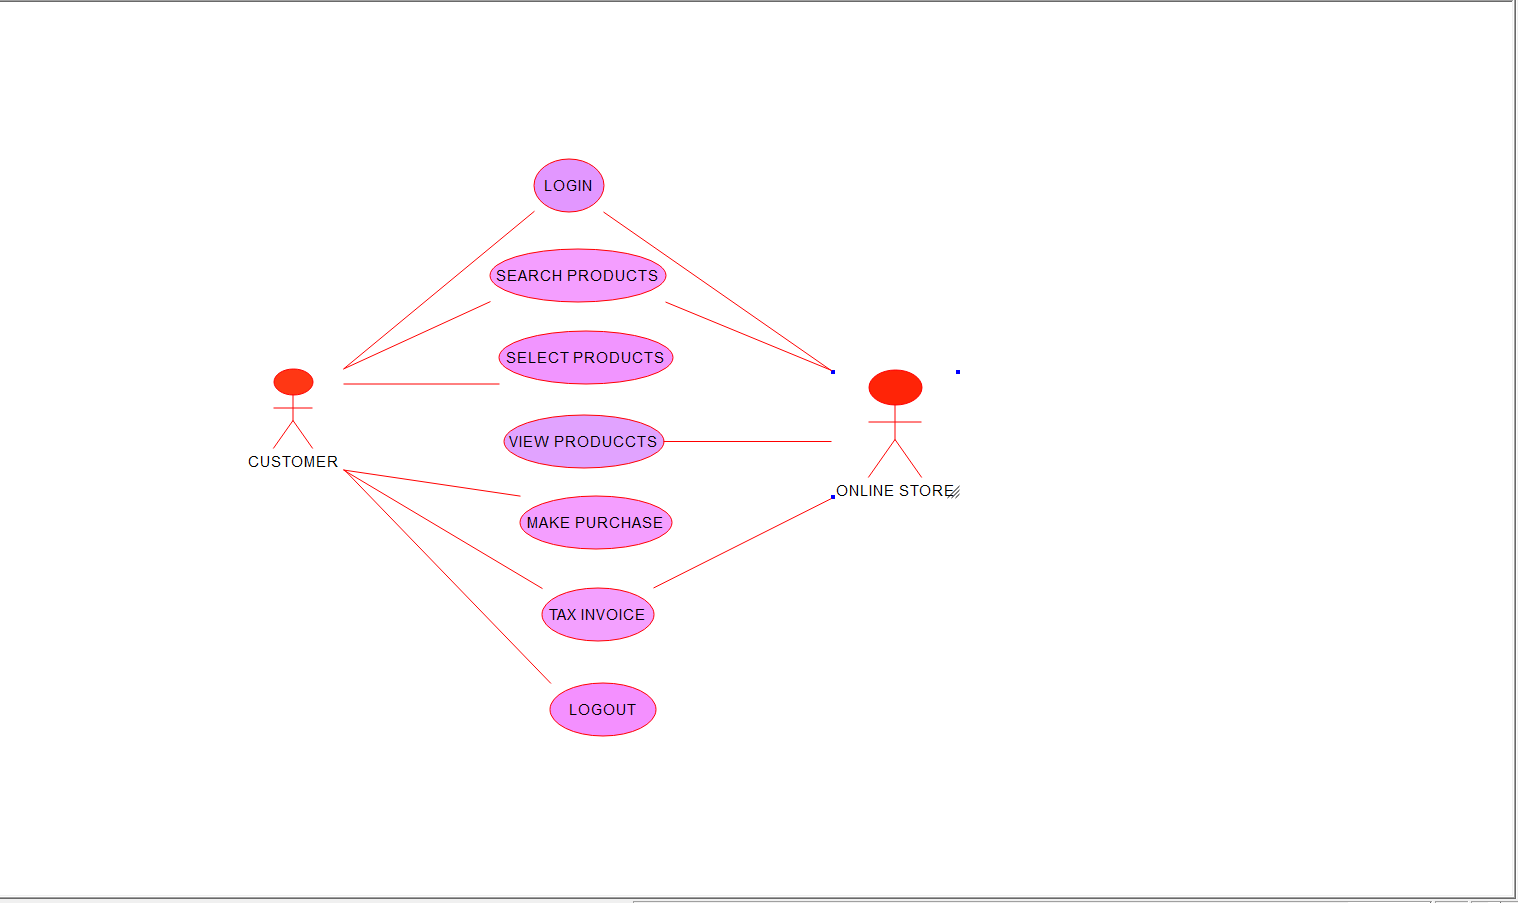 LOGIN
SEARCH PRODUCTS
SELECT PRODUCTS
VIEW PRODUCCTS
CUSTOMER
ONLINE STORE
MAKE PURCHASE
TAX INVOICE
LOGOUT